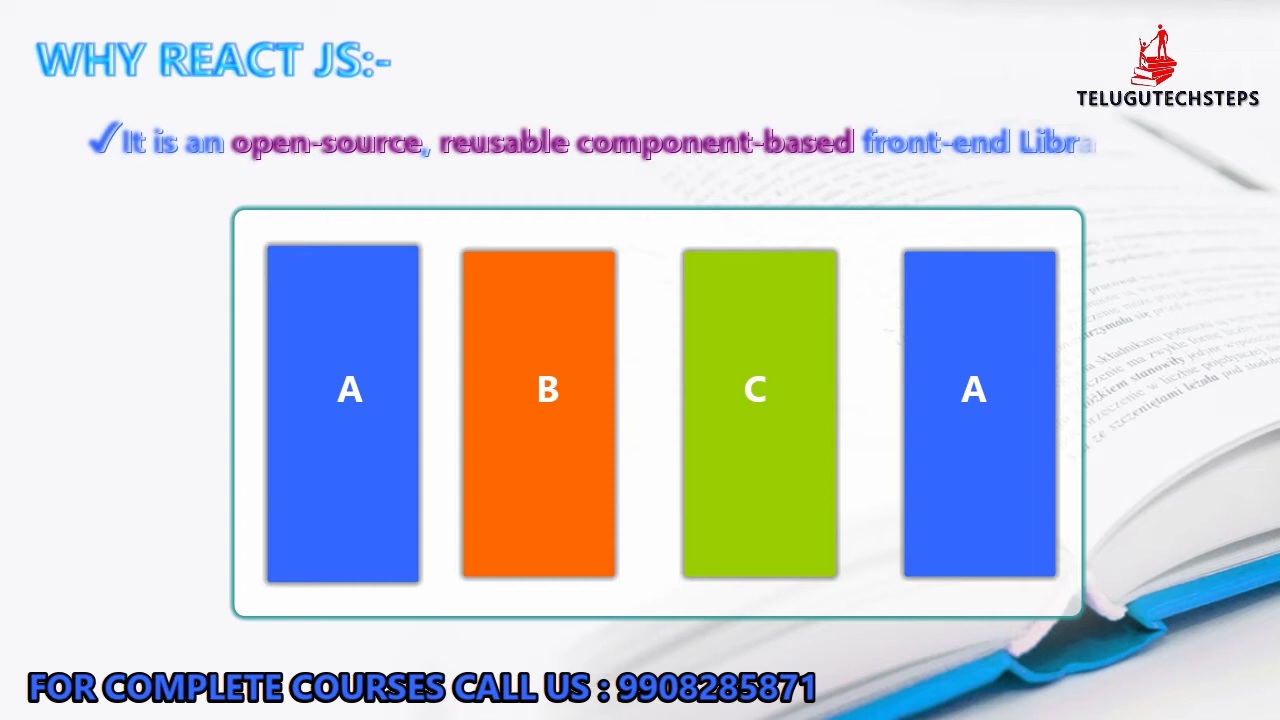 WHY REACT JS:-
TELUGUTECHSTEPS
✓It is an open-source, reusable component-based front-end Libra
A B C A
FOR COMPLETE COURSES CALL US : 9908285871